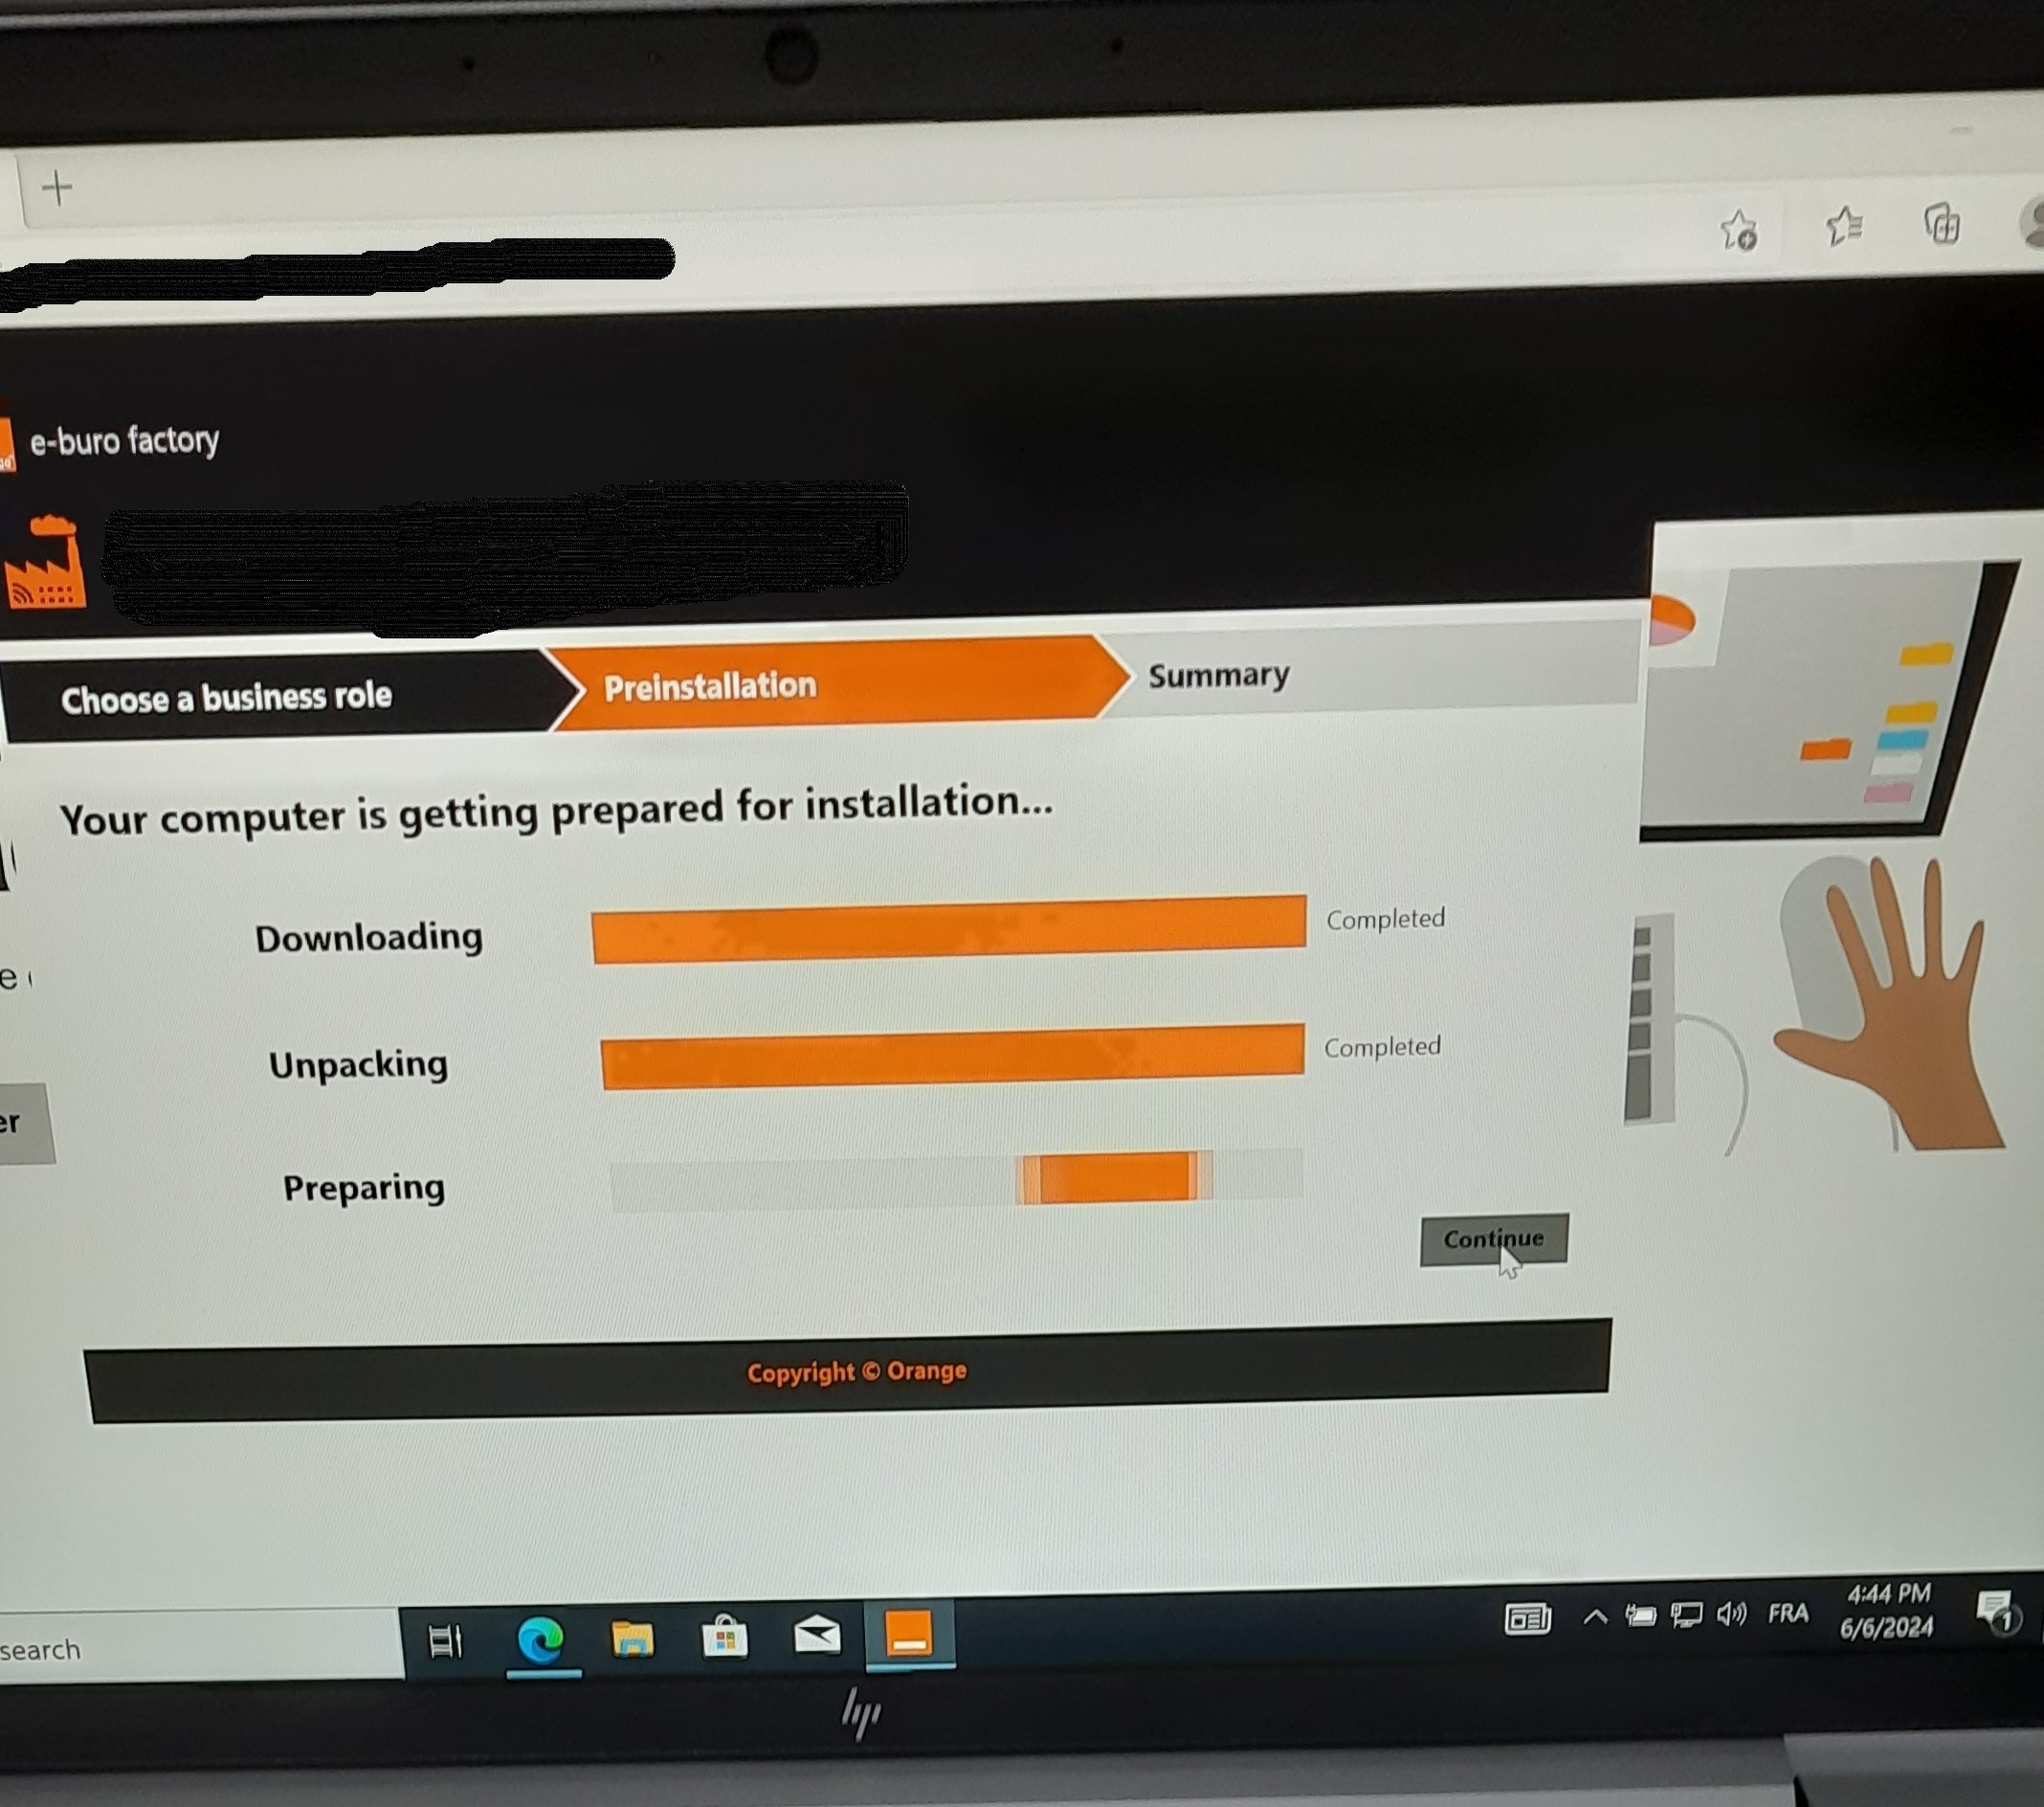 e-buro factory
Choose a business role
Preinstallation
Summary
Your computer is getting prepared for installation...
Downloading
Completed
Unpacking
Completed
Preparing
Continue
Copyright © Orange
search
FRA
4:44 PM
6/6/2024
1
hp